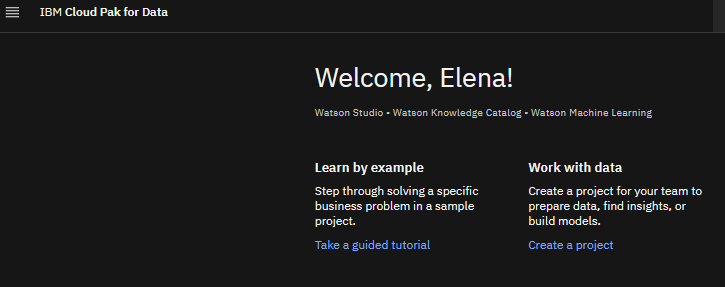 IBM Cloud Pak for Data
Welcome, Elena!
Watson Studio • Watson Knowledge Catalog • Watson Machine Learning
Learn by example
Step through solving a specific
business problem in a sample
project.
Take a guided tutorial
Work with data
Create a project for your team to
prepare data, find insights, or
build models.
Create a project